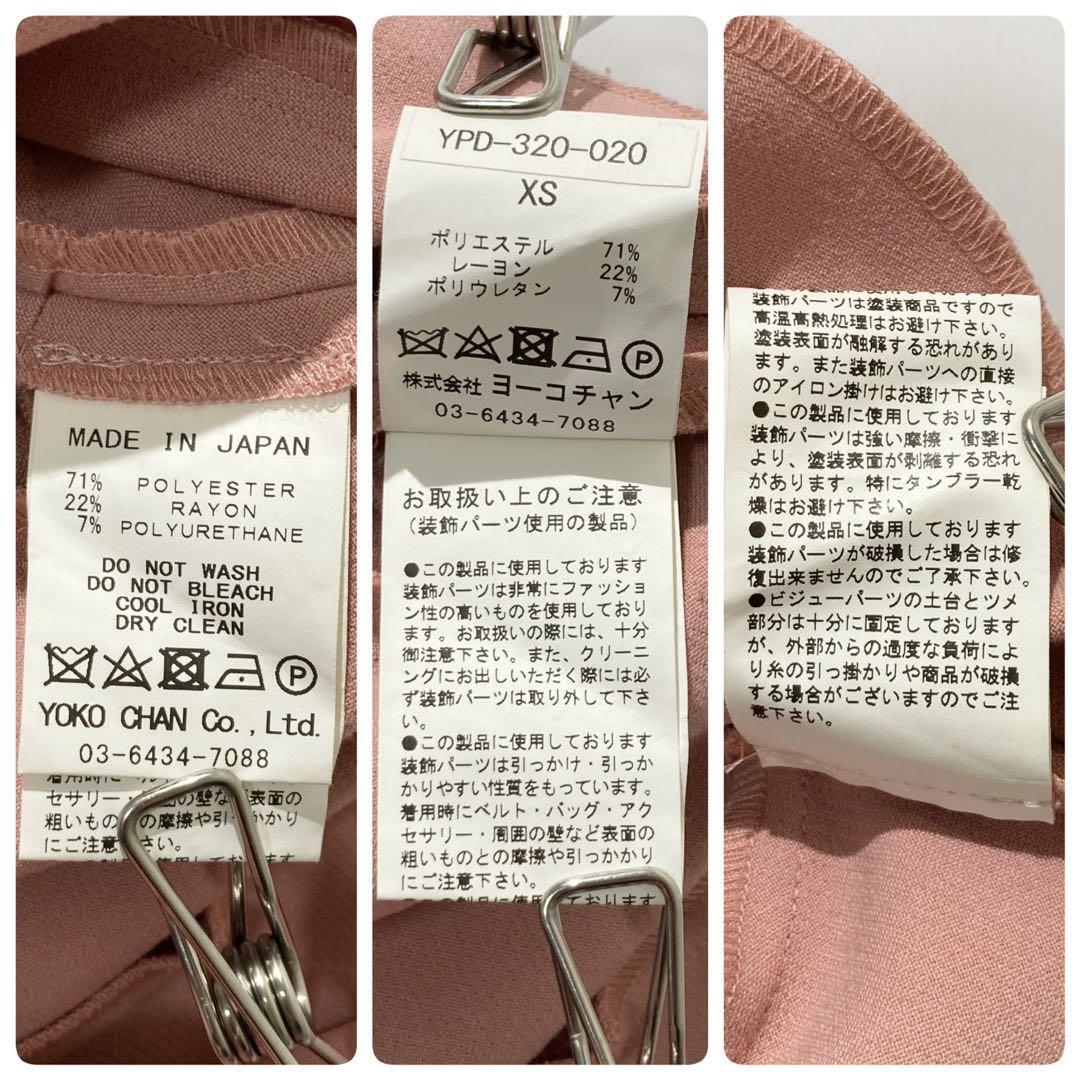 MADE IN JAPAN
71% POLYESTER
22% RAYON
7% POLYURETHANE
DO NOT WASH
DO NOT BLEACH
COOL IRON
DRY CLEAN
P
YOKO CHAN Co., Ltd.
03-6434-7088
着用時にベルト
セサリー・周囲の壁など表面の
粗いものとの摩擦や引っかかり
にご注意下さい。
YPD-320-020
XS
ポリエステル 71%
レーヨン 22%
ポリウレタン 7%
P
株式会社 ヨーコチャン
03-6434-7088
お取扱い上のご注意
(装飾パーツ使用の製品)
●この製品に使用しております
装飾パーツは非常にファッショ
ン性の高いものを使用しており
ます。お取扱いの際には、十分
御注意下さい。また、クリーニ
ングにお出しいただく際には必
ず装飾パーツは取り外して下さ
い。
●この製品に使用しております
装飾パーツは引っかけ・引っか
かりやすい性質をもっています。
着用時にベルト・バッグ・アク
セサリー・周囲の壁など表面の
粗いものとの摩擦や引っかかり
にご注意下さい。
装飾パーツは塗装商品ですので
高温高熱処理はお避け下さい。
塗装表面が融解する恐れがあり
ます。また装飾パーツへの直接
のアイロン掛けはお避け下さい。
●この製品に使用しております
装飾パーツは強い摩擦・衝撃に
より、塗装表面が剥離する恐れ
があります。特にタンブラー乾
燥はお避け下さい。
●この製品に使用しております
装飾パーツが破損した場合は修
復出来ませんのでご了承下さい。
●ビジューパーツの土台とツメ
部分は十分に固定しております
が、外部からの過度な負荷によ
り糸の引っ掛かりや商品が破損
する場合がございますのでご注
意下さい。